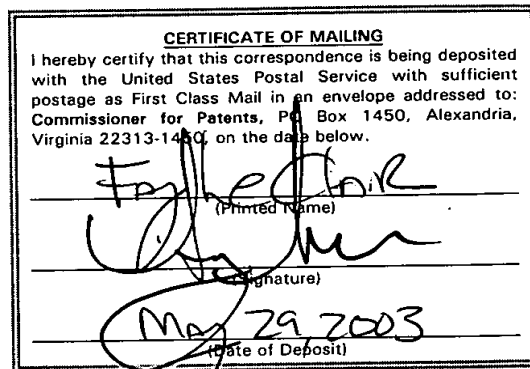 CERTIFICATE OF MAILING
I hereby certify that this correspondence is being deposited
with the United States Postal Service with sufficient
postage as First Class Mail in an envelope addressed to:
Commissioner for Patents, PO Box 1450, Alexandria,
Virginia 22313-1450, on the date below.
(Printed Name)
(Signature)
May 29, 2003
(Date of Deposit)